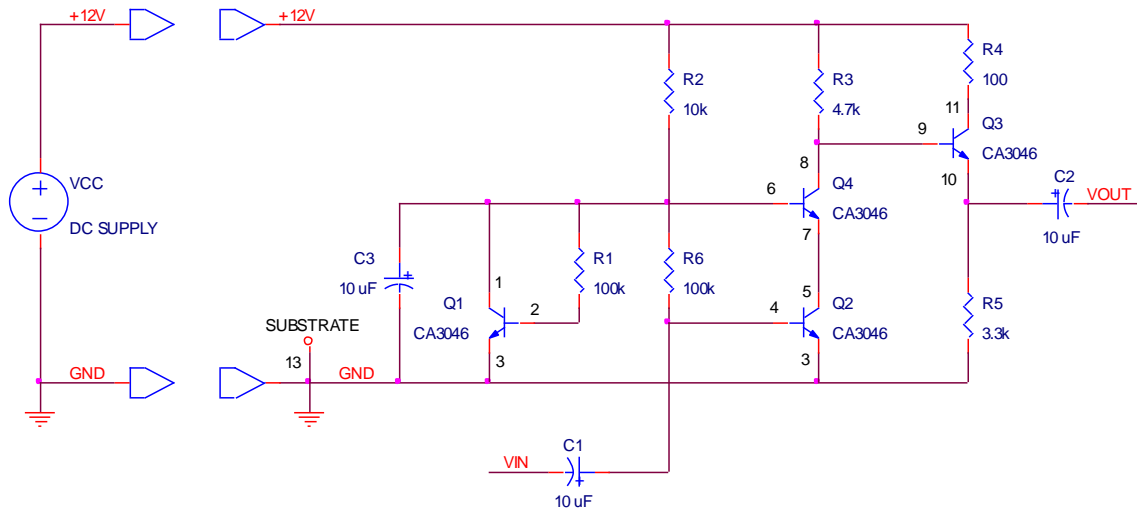 +12V
+12V
R2
10k
R3
4.7k
R4
100
11
Q3
CA3046
9
10
8
C2
VOUT
10 uF
VCC
DC SUPPLY
6
Q4
CA3046
7
C3
10 uF
R1
100k
R6
100k
1
Q1
CA3046
2
3
5
4
Q2
CA3046
3
R5
3.3k
SUBSTRATE
13
GND
GND
VIN
C1
10 uF